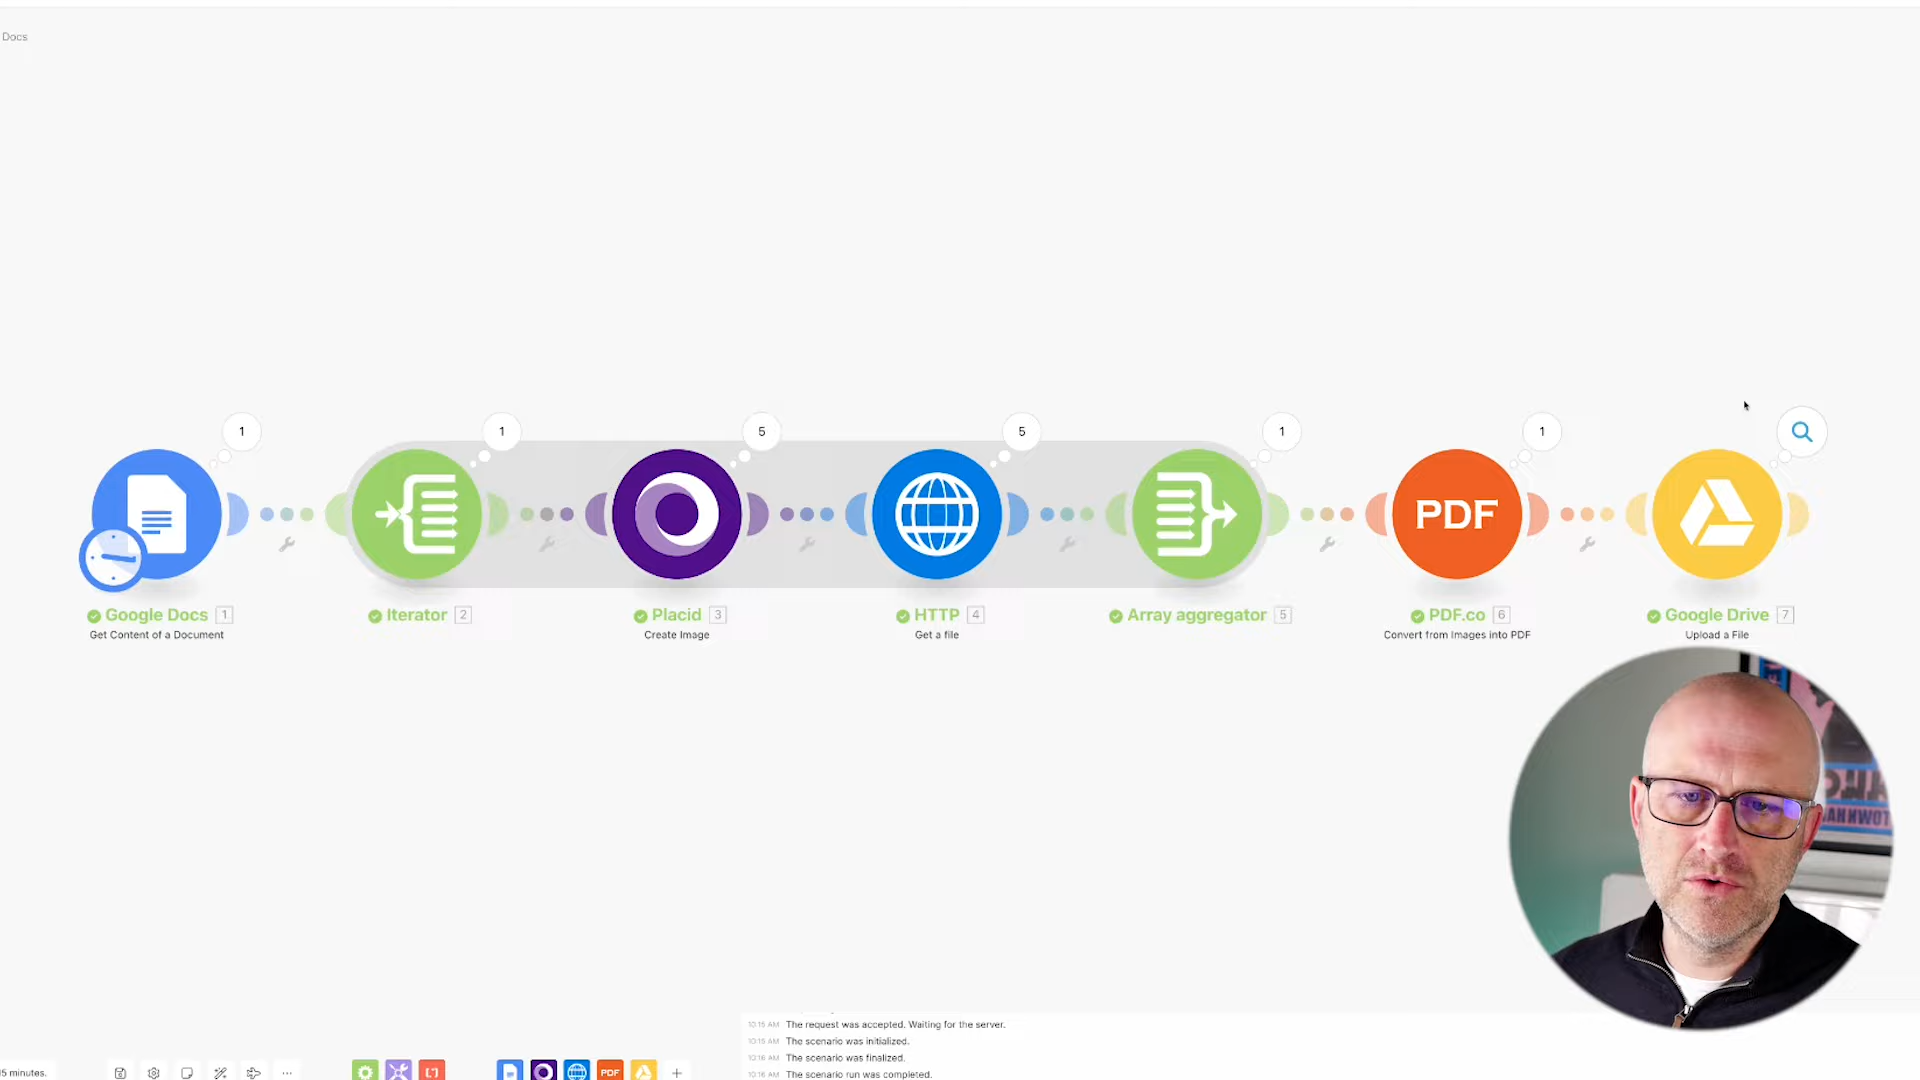 Docs
1
1
5
5
1
1
PDF
Google Docs 1
Get Content of a Document
Iterator 2
Placid 3
Create Image
HTTP 4
Get a file
Array aggregator 5
PDF.co 6
Convert from Images into PDF
Google Drive 7
Upload a File
10:15 AM The request was accepted. Waiting for the server.
10:15 AM The scenario was initialized.
10:16 AM The scenario was finalized.
10:16 AM The scenario run was completed.
15 minutes.
PDF